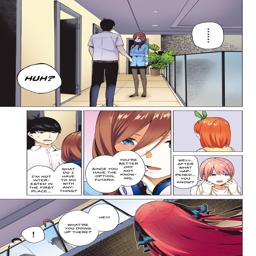 ......
HUH?
YOU'RE
BETTER
OFF
NOT
KNOW-
ING.
SINCE YOU
HAVE THE
OPTION,
FUTARO.
WHAT DO
I HAVE
TO DO
WITH ANY-
THING?
I'M NOT
INTER-
ESTED IN
THE FIRST
PLACE...
WELL...
AFTER
WHAT
HAPPENED...
YOU
KNOW?
HEY!
WHAT'RE
YOU DOING
UP THERE?
!